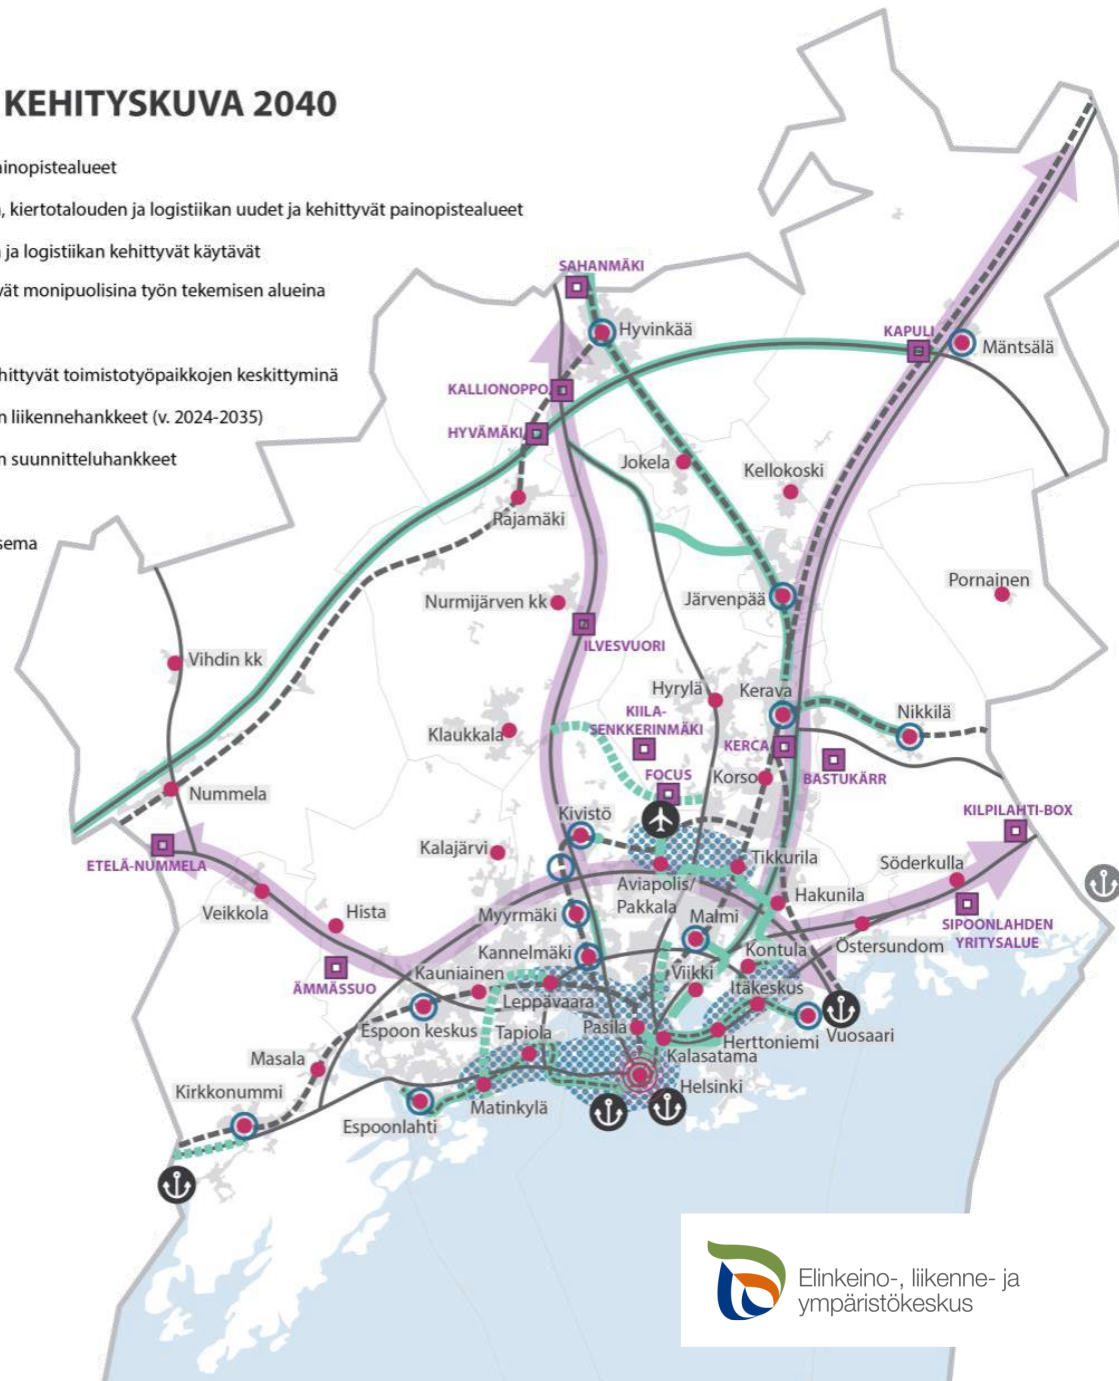 KEHITYSKUVA 2040
ainopistealueet
, kiertotalouden ja logistiikan uudet ja kehittyvät painopistealueet
ja logistiikan kehittyvät käytävät
vät monipuolisina työn tekemisen alueina
hittyvät toimistotyöpaikkojen keskittyminä
n liikennehankkeet (v. 2024-2035)
n suunnitteluhankkeet
sema
SAHANMÄKI
Hyvinkää
KAPULI
Mäntsälä
KALLIONOPPO
HYVÄMÄKI
Jokela
Kellokoski
Rajamäki
Pornainen
Nurmijärven kk
Järvenpää
ILVESVUORI
Vihdin kk
Hyrylä
Kerava
Nikkilä
KIILA-
SENKKERINMÄKI
Klaukkala
KERCA
BASTUKÄRR
FOCUS
Korso
Nummela
Kivistö
KILPILAHTI-BOX
Kalajärvi
ETELÄ-NUMMELA
Tikkurila
Söderkulla
Aviapolis/
Pakkala
Hakunila
Veikkola
Hista
Myyrmäki
Malmi
SIPOONLAHDEN
YRITYSALUE
Östersundom
Kannelmäki
Kontula
Kauniainen
Viikki
Itäkeskus
ÄMMÄSSUO
Leppävaara
Espoon keskus
Tapiola
Pasila
Herttoniemi
Vuosaari
Kalasatama
Masala
Helsinki
Kirkkonummi
Matinkylä
Espoonlahti
Elinkeino-, liikenne- ja
ympäristökeskus